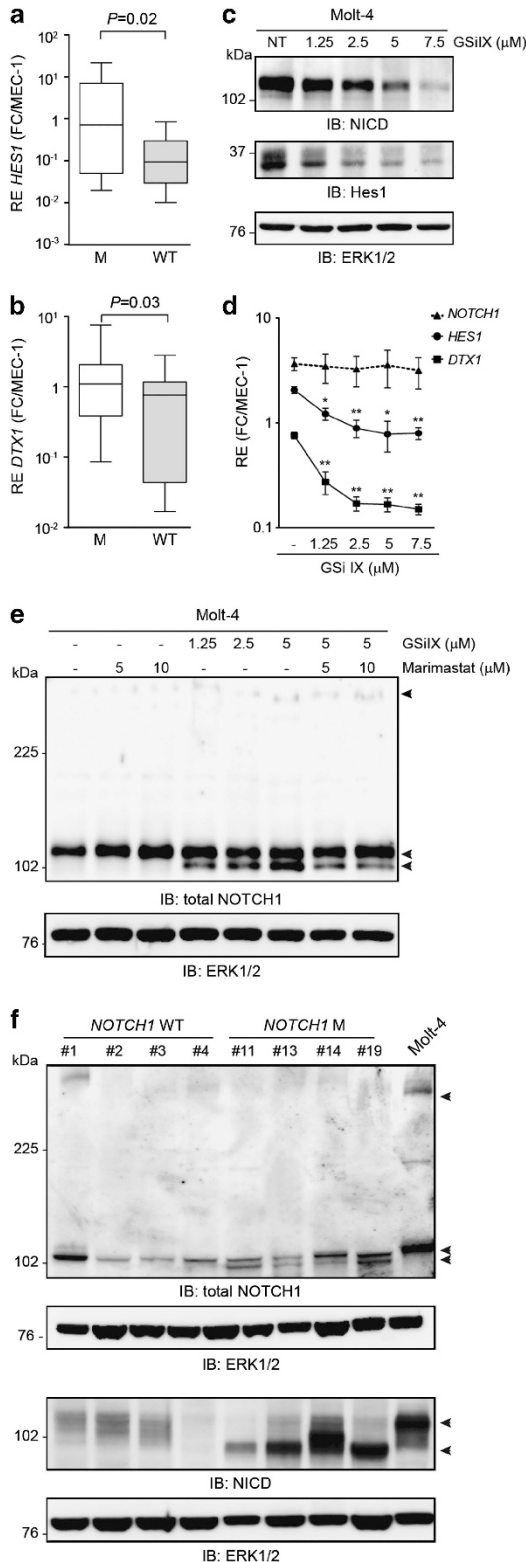 a
P=0.02
RE HES1 (FC/MEC-1)
10²
10¹
10⁰
10⁻¹
10⁻²
10⁻³
M WT
b
P=0.03
RE DTX1 (FC/MEC-1)
10¹
1
10⁻¹
10⁻²
M WT
c
Molt-4
kDa NT 1.25 2.5 5 7.5 GSiIX (μM)
102
IB: NICD
37
IB: Hes1
76
IB: ERK1/2
d
NOTCH1
HES1
DTX1
RE (FC/MEC-1)
10
1
0.1
* ** * **
** ** ** **
- 1.25 2.5 5 7.5
GSi IX (μM)
e
Molt-4
- - - 1.25 2.5 5 5 5 GSiIX (μM)
- 5 10 - - - 5 10 Marimastat (μM)
kDa
225
102
IB: total NOTCH1
76
IB: ERK1/2
f
NOTCH1 WT NOTCH1 M
#1 #2 #3 #4 #11 #13 #14 #19 Molt-4
kDa
225
102
IB: total NOTCH1
76
IB: ERK1/2
102
IB: NICD
76
IB: ERK1/2